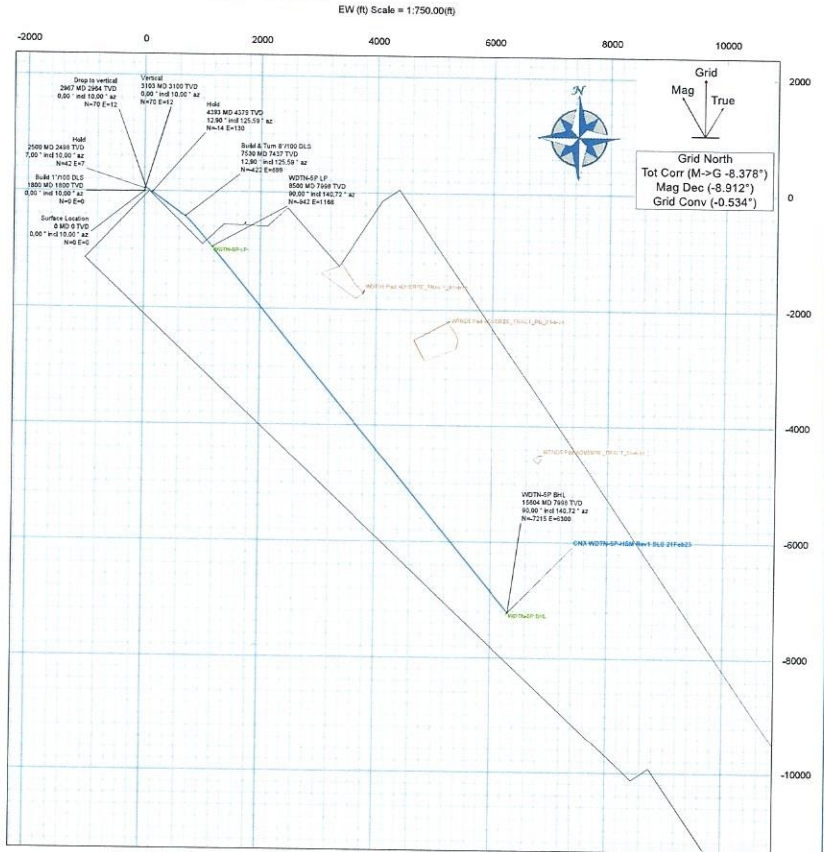 EW (ft) Scale = 1:750.00(ft)
-2000 0 2000 4000 6000 8000 10000
Drop to vertical
2967 MD 2964 TVD
0.00 ° incl 10.00 ° az
N=70 E=12
Vertical
3103 MD 3100 TVD
0.00 ° incl 10.00 ° az
N=70 E=12
Hold
4393 MD 4379 TVD
12.90 ° incl 125.59 ° az
N=-14 E=130
Hold
2500 MD 2498 TVD
7.00 ° incl 10.00 ° az
N=42 E=7
Build & Turn 8°/100 DLS
7530 MD 7437 TVD
12.90 ° incl 125.59 ° az
N=-422 E=699
Build 1°/100 DLS
1800 MD 1800 TVD
0.00 ° incl 10.00 ° az
N=0 E=0
WDTN-5P LP
8500 MD 7998 TVD
90.00 ° incl 140.72 ° az
N=-942 E=1168
Surface Location
0 MD 0 TVD
0.00 ° incl 10.00 ° az
N=0 E=0
WDTN-5P LP
N
Grid
Mag
True
Grid North
Tot Corr (M->G -8.378°)
Mag Dec (-8.912°)
Grid Conv (-0.534°)
2000
0
-2000
-4000
-6000
-8000
-10000
WDTN-5P BHL
15604 MD 7998 TVD
90.00 ° incl 140.72 ° az
N=-7215 E=6300
CNX WDTN-5P-HSM Rev1 DLS 21Feb23
WDTN-5P BHL